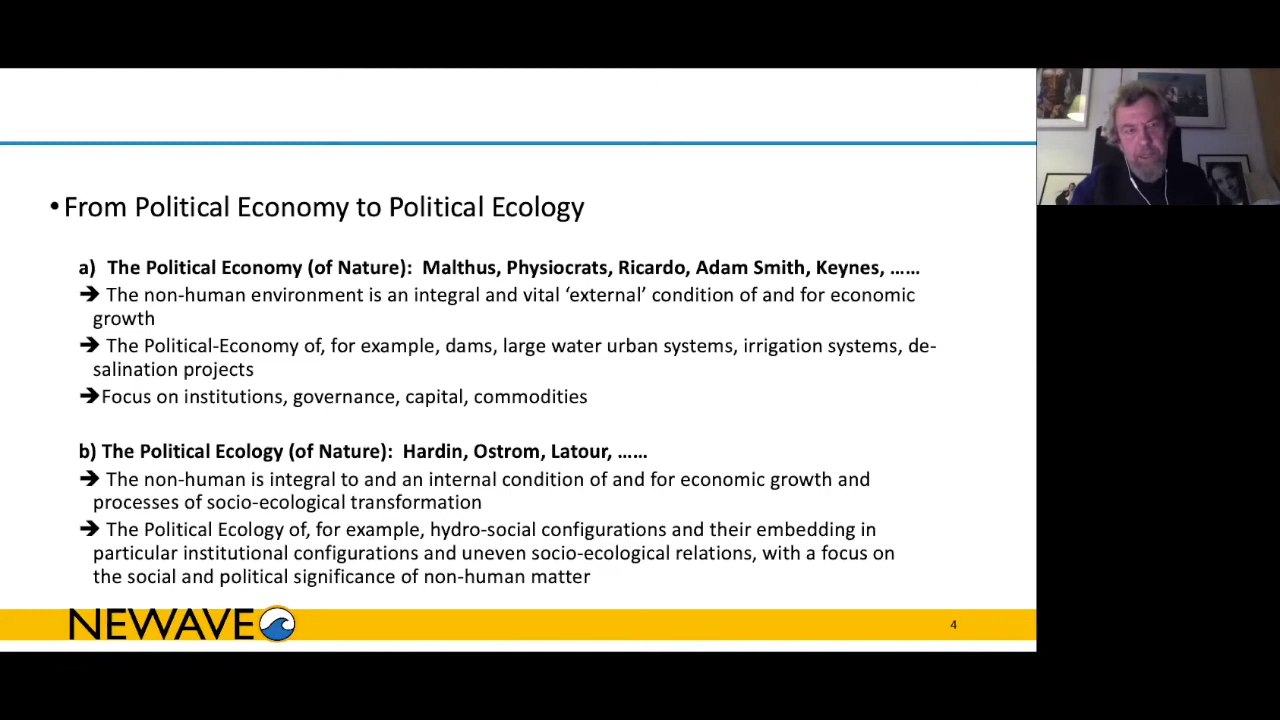 •From Political Economy to Political Ecology
a) The Political Economy (of Nature): Malthus, Physiocrats, Ricardo, Adam Smith, Keynes, ……
➔ The non-human environment is an integral and vital ‘external’ condition of and for economic
growth
➔ The Political-Economy of, for example, dams, large water urban systems, irrigation systems, de-
salination projects
➔Focus on institutions, governance, capital, commodities
b) The Political Ecology (of Nature): Hardin, Ostrom, Latour, ……
➔ The non-human is integral to and an internal condition of and for economic growth and
processes of socio-ecological transformation
➔ The Political Ecology of, for example, hydro-social configurations and their embedding in
particular institutional configurations and uneven socio-ecological relations, with a focus on
the social and political significance of non-human matter
NEWAVE
4